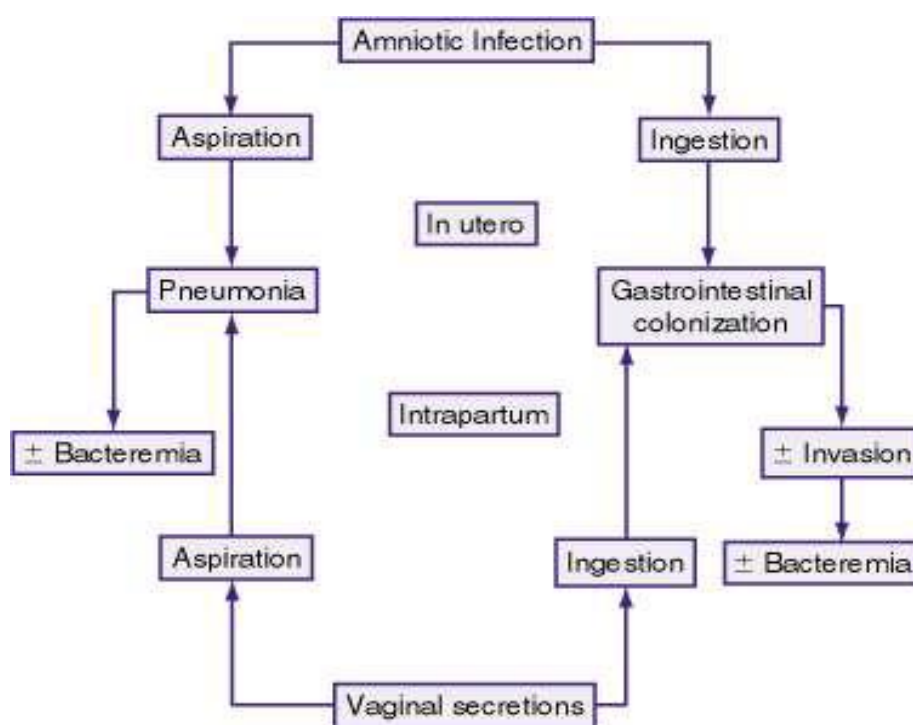 Amniotic Infection
Aspiration
Ingestion
In utero
Pneumonia
Gastrointestinal
colonization
Intrapartum
± Bacteremia
± Invasion
Aspiration
Ingestion
± Bacteremia
Vaginal secretions